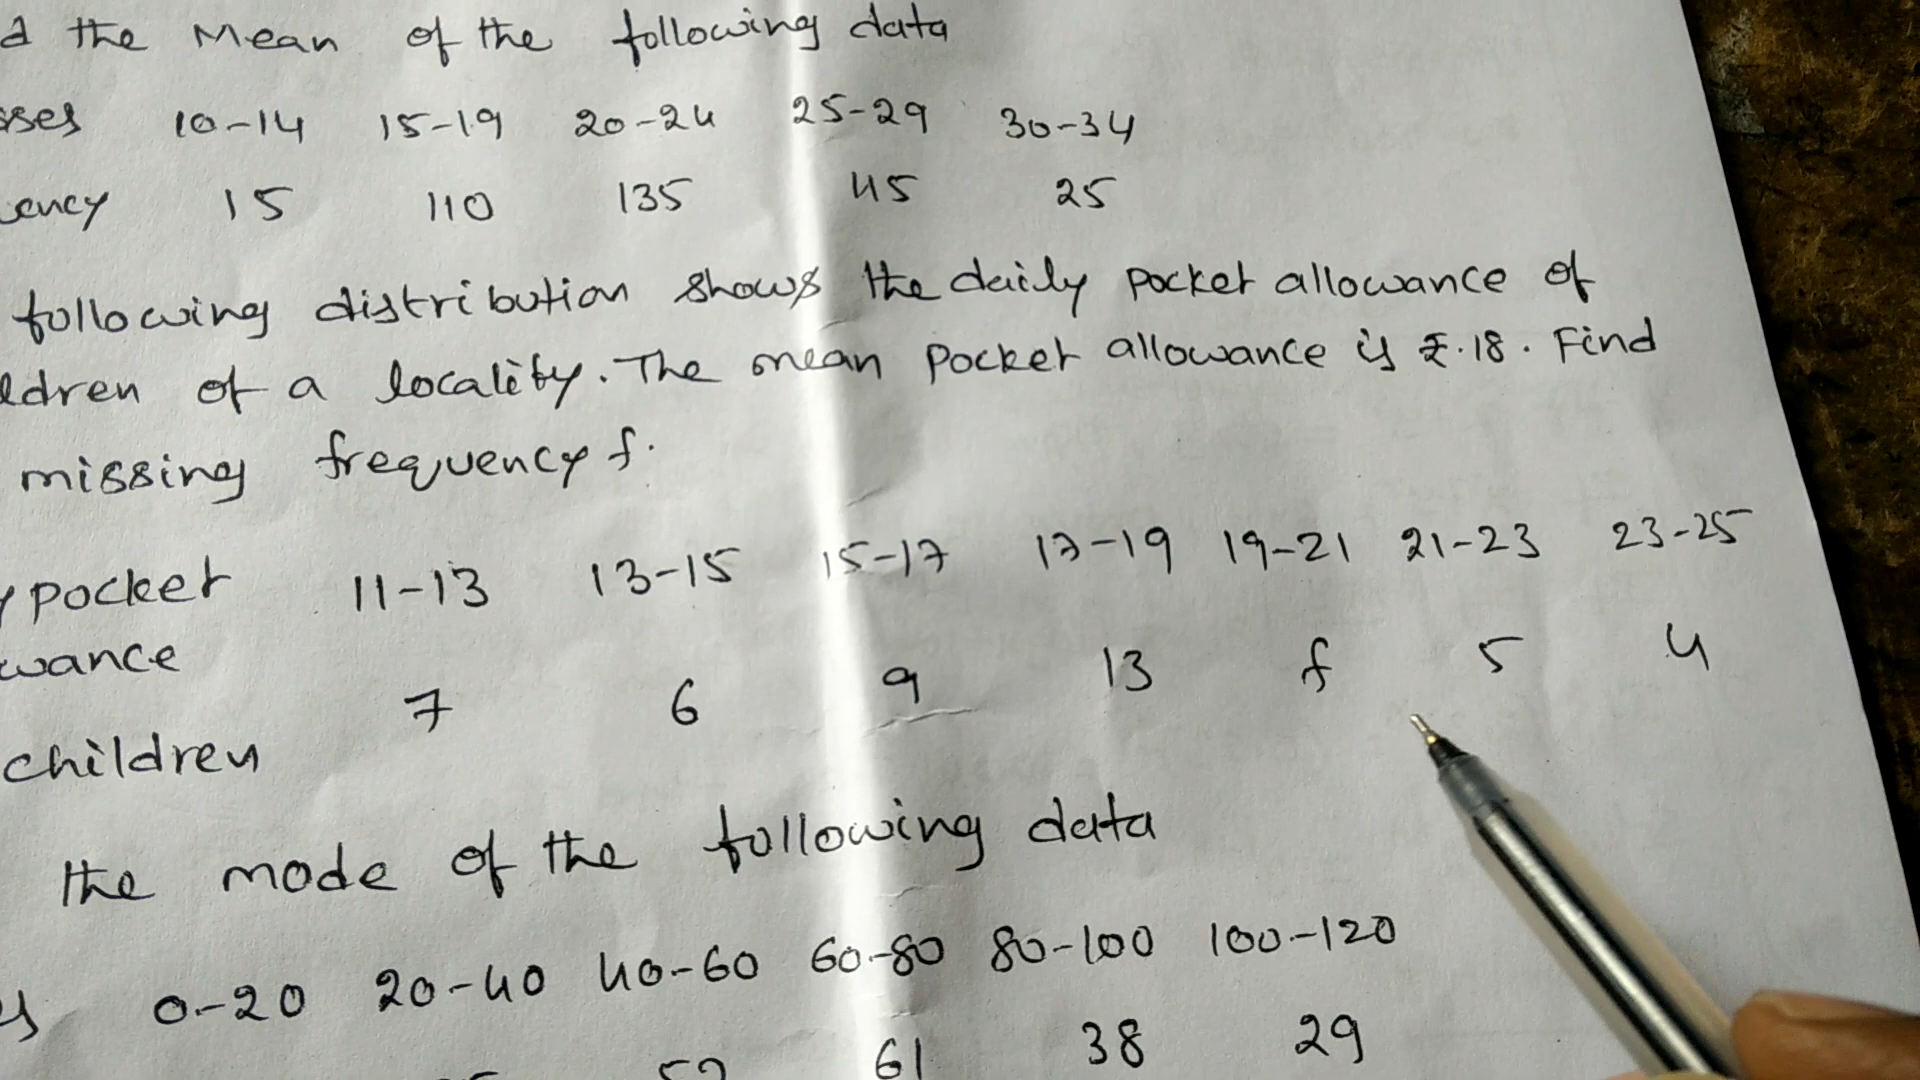 the Mean of the following data
10-14 15-19 20-24 25-29 30-34
15 110 135 45 25
following distribution shows the daily pocket allowance of
of a locality. The mean pocket allowance is ₹.18. Find
missing frequency f.
pocket 11-13 13-15 15-17 17-19 19-21 21-23 23-25
wance
7 6 9 13 f 5 4
children
the mode of the following data
0-20 20-40 40-60 60-80 80-100 100-120
61 38 29